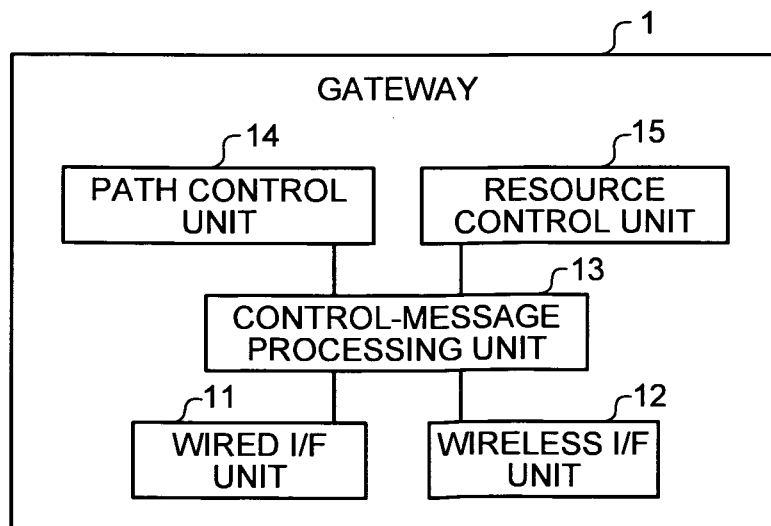 1
GATEWAY
14
15
PATH CONTROL
UNIT
RESOURCE
CONTROL UNIT
13
CONTROL-MESSAGE
PROCESSING UNIT
11
12
WIRED I/F
UNIT
WIRELESS I/F
UNIT